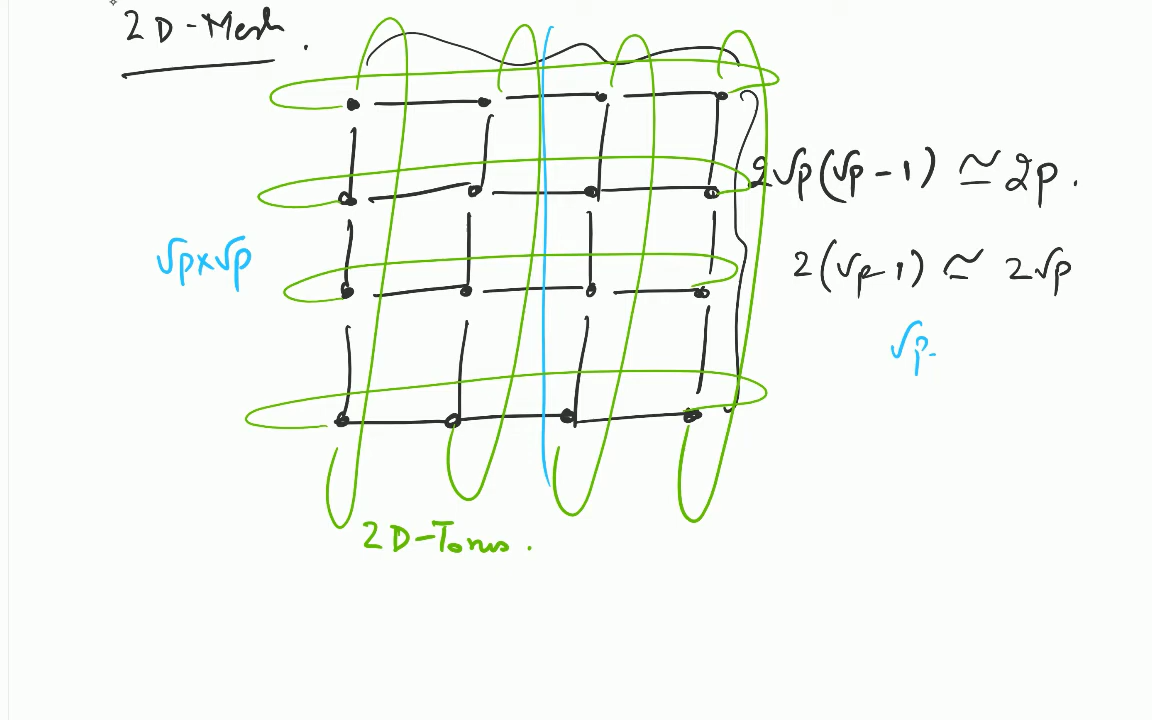 2D-Mesh.
2√p(√p-1) ≃ 2p.
√p×√p
2(√p-1) ≃ 2√p
√p-
2D-Torus.